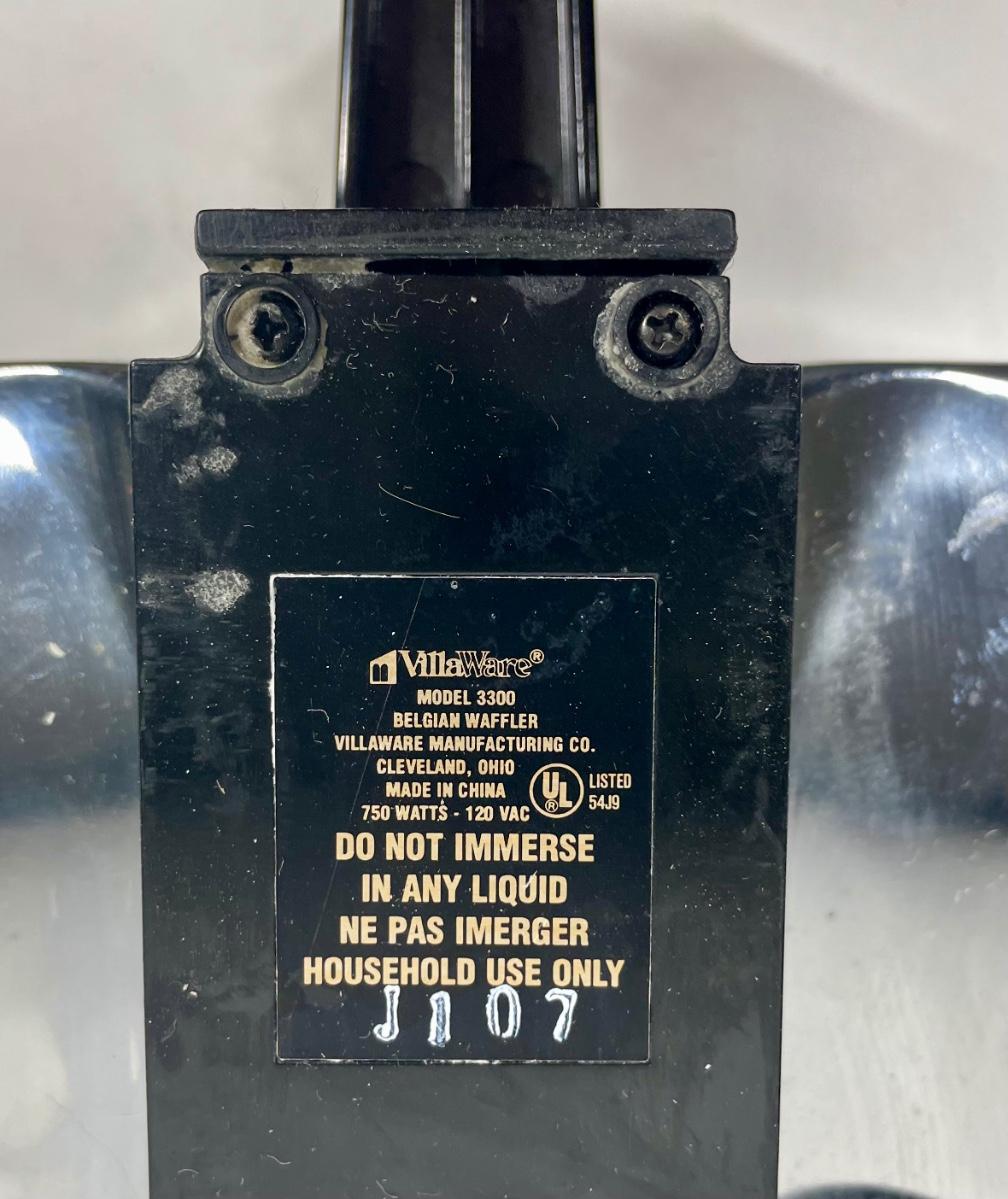 VillaWare®
MODEL 3300
BELGIAN WAFFLER
VILLAWARE MANUFACTURING CO.
CLEVELAND, OHIO
MADE IN CHINA
750 WATTS - 120 VAC
UL® LISTED
54J9
DO NOT IMMERSE
IN ANY LIQUID
NE PAS IMERGER
HOUSEHOLD USE ONLY
J107